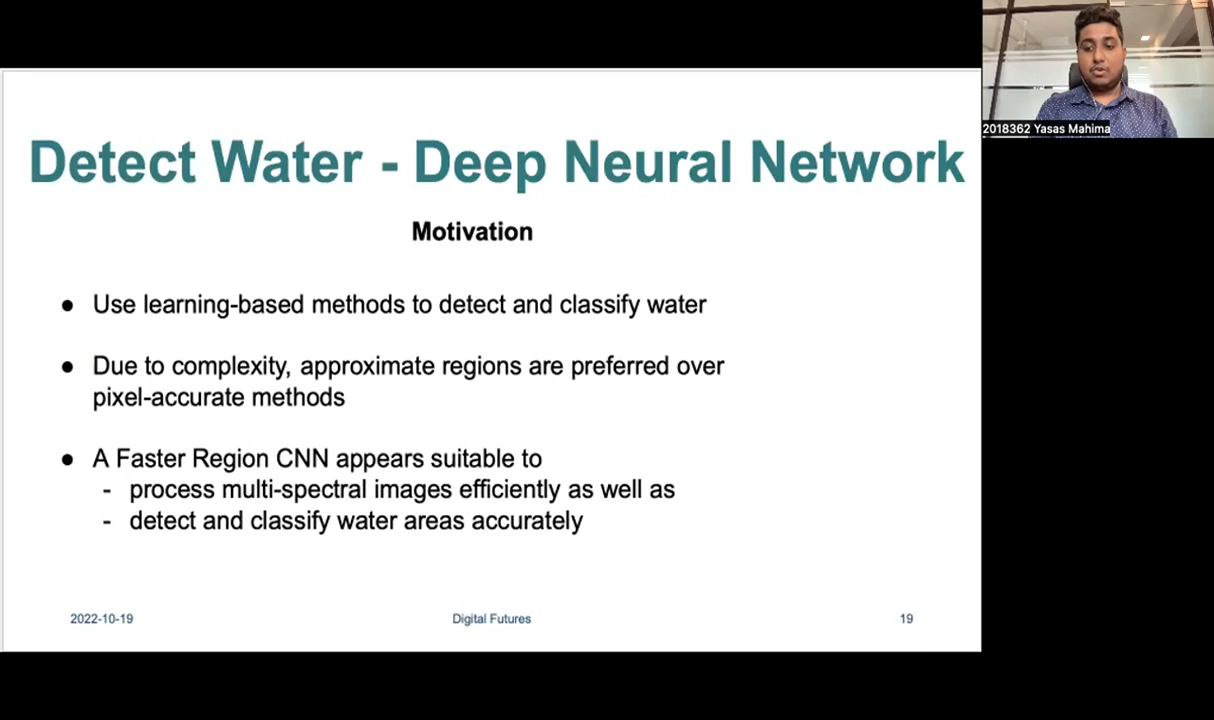 Detect Water - Deep Neural Network
Motivation
● Use learning-based methods to detect and classify water
● Due to complexity, approximate regions are preferred over
pixel-accurate methods
● A Faster Region CNN appears suitable to
- process multi-spectral images efficiently as well as
- detect and classify water areas accurately
2022-10-19
Digital Futures
19
2018362 Yasas Mahima